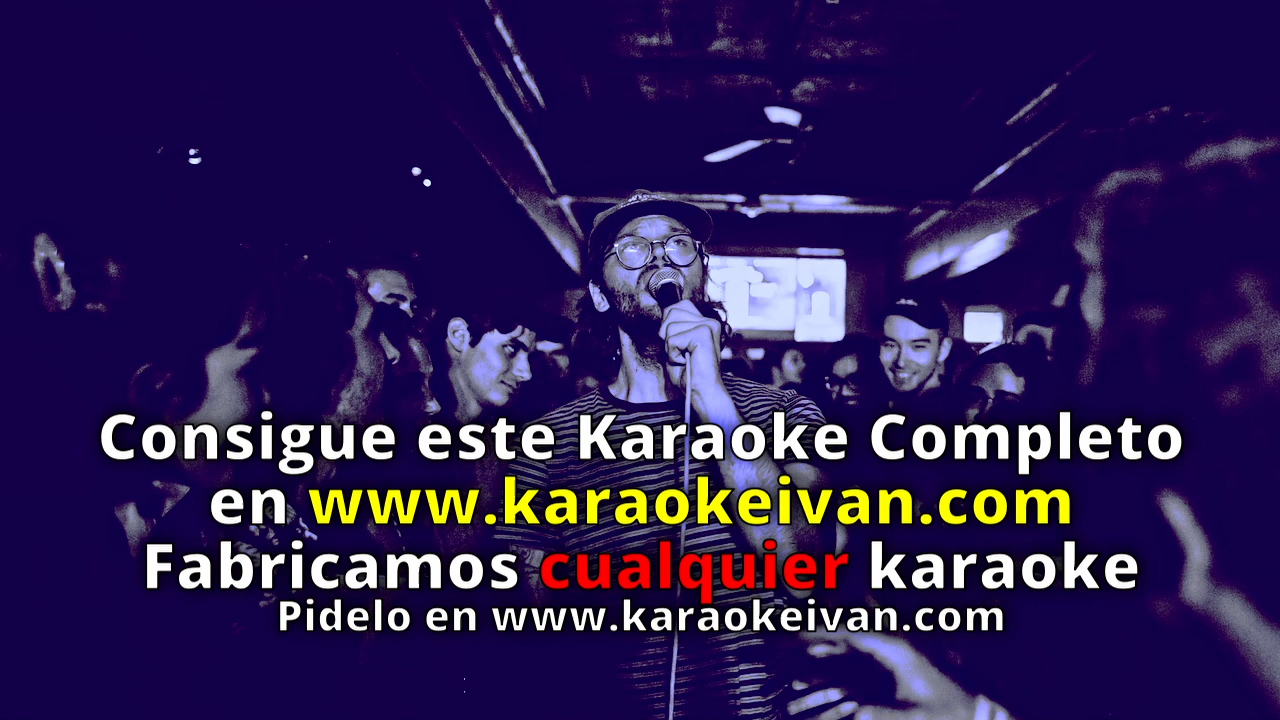 Consigue este Karaoke Completo
en www.karaokeivan.com
Fabricamos cualquier karaoke
Pidelo en www.karaokeivan.com